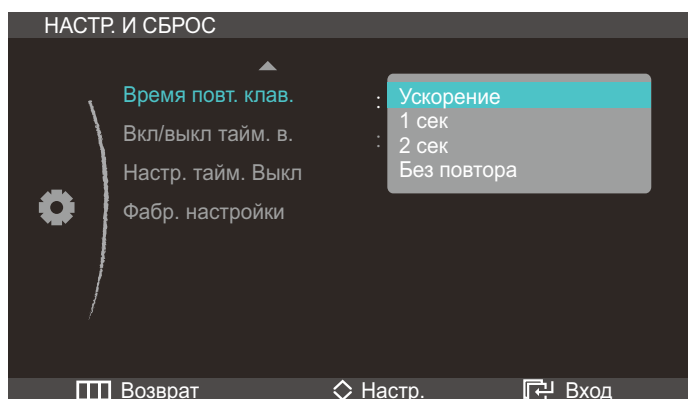 НАСТР. И СБРОС
Время повт. клав. : Ускорение
1 сек
Вкл/выкл тайм. в. : 2 сек
Без повтора
Настр. тайм. Выкл
Фабр. настройки
Возврат Настр. Вход